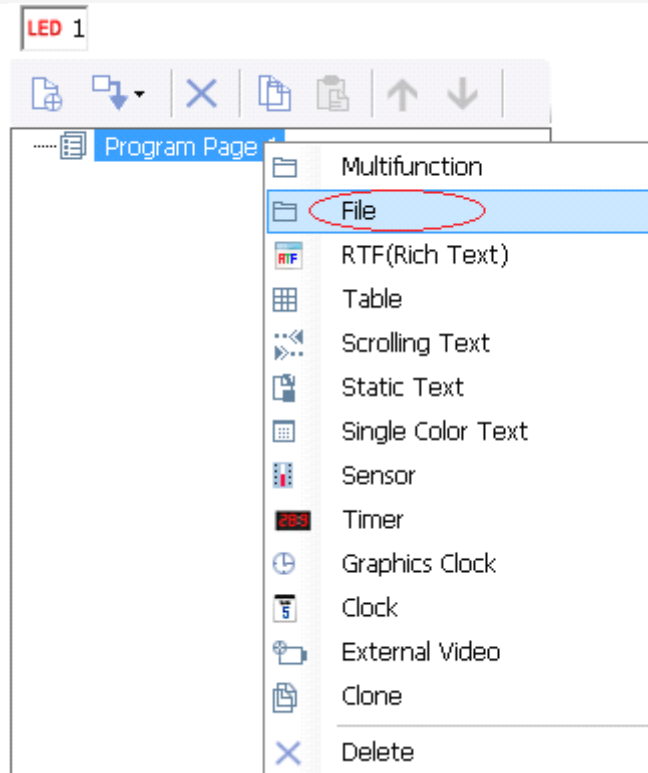 LED 1
Program Page 1
Multifunction
File
RTF(Rich Text)
Table
Scrolling Text
Static Text
Single Color Text
Sensor
Timer
Graphics Clock
Clock
External Video
Clone
Delete